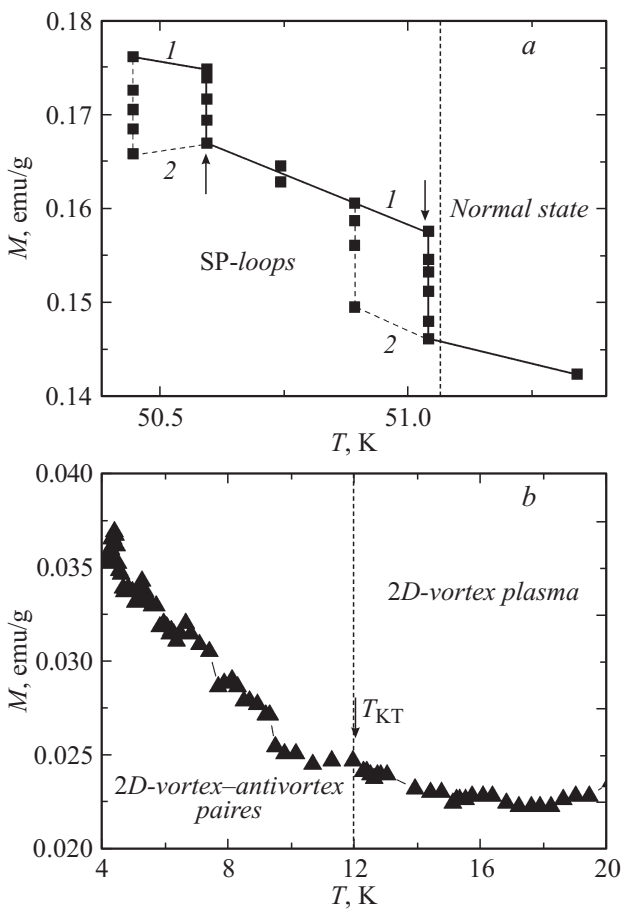 0.18
a
1
0.17
2
1
Normal state
0.16
SP-loops
0.15
2
0.14
50.5 51.0
M, emu/g
T, K
0.040
b
0.035
2D-vortex plasma
0.030
T_KT
0.025
2D-vortex–antivortex
paires
0.020
4 8 12 16 20
M, emu/g
T, K